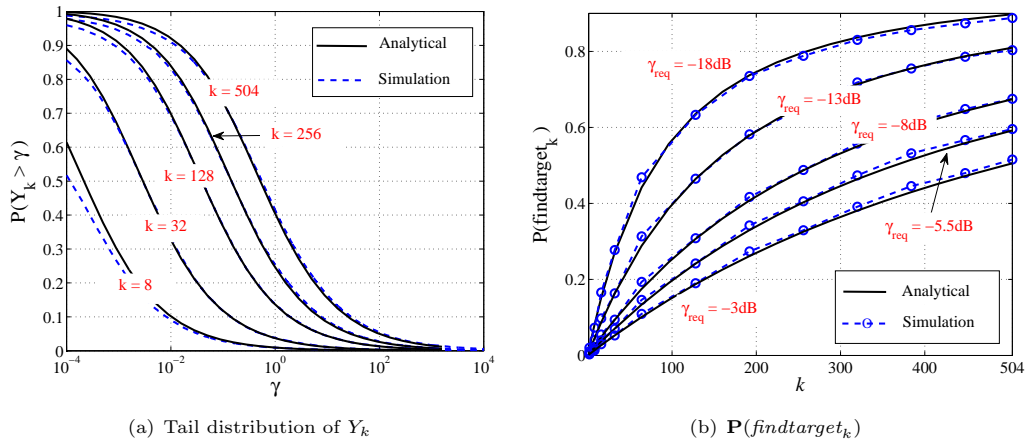 1
0.9
0.8
0.7
0.6
0.5
0.4
0.3
0.2
0.1
0
P(Y_k > γ)
Analytical
Simulation
k = 504
k = 256
k = 128
k = 32
k = 8
10^−4
10^−2
10^0
10^2
10^4
γ
(a) Tail distribution of Y_k
0.8
0.6
0.4
0.2
0
P(findtarget_k)
γ_req = −18dB
γ_req = −13dB
γ_req = −8dB
γ_req = −5.5dB
γ_req = −3dB
Analytical
Simulation
100
200
300
400
504
k
(b) P(findtarget_k)